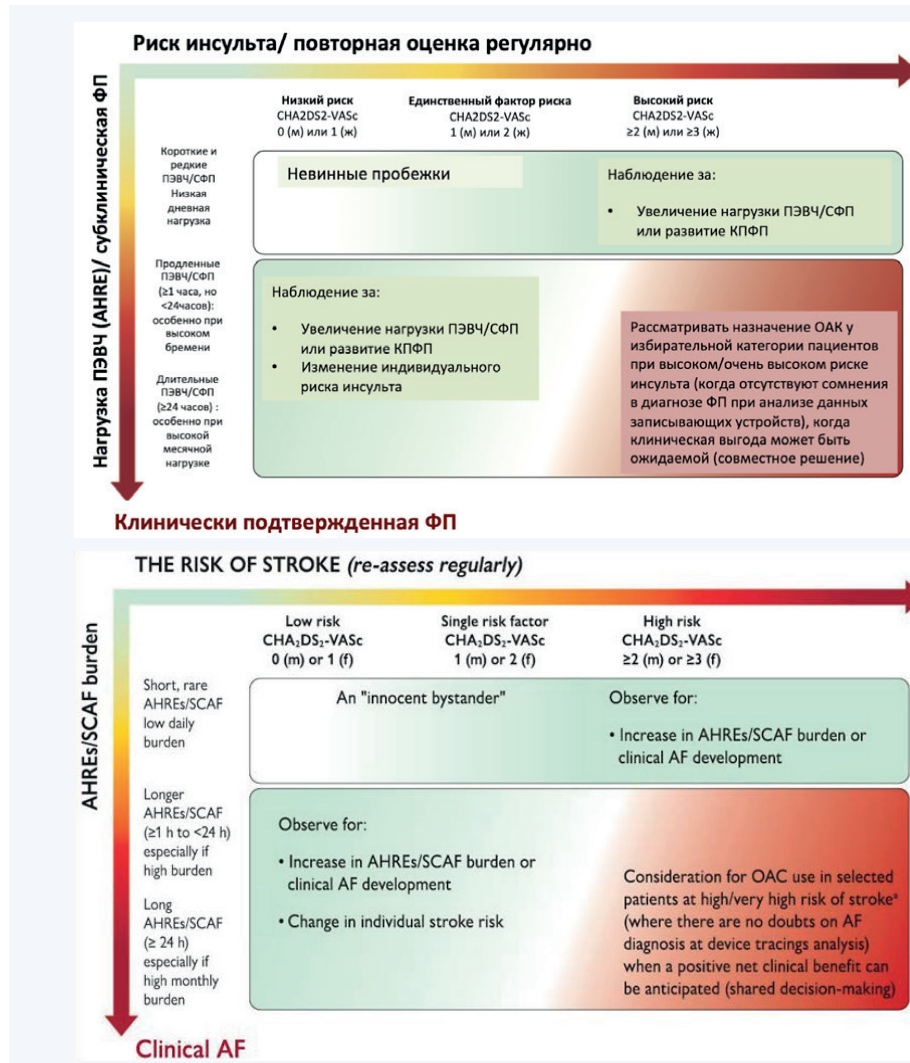 Риск инсульта/ повторная оценка регулярно
Нагрузка ПЭВЧ (AHRE)/ субклиническая ФП
Низкий риск
CHA2DS2-VASc
0 (м) или 1 (ж)
Единственный фактор риска
CHA2DS2-VASc
1 (м) или 2 (ж)
Высокий риск
CHA2DS2-VASc
≥2 (м) или ≥3 (ж)
Короткие и
редкие
ПЭВЧ/СФП
Низкая
дневная
нагрузка
Невинные пробежки
Наблюдение за:
• Увеличение нагрузки ПЭВЧ/СФП
или развитие КПФП
Продленные
ПЭВЧ/СФП
(≥1 часа, но
<24часов):
особенно при
высоком
бремени
Длительные
ПЭВЧ/СФП
(≥24 часов) :
особенно при
высокой
месячной
нагрузке
Наблюдение за:
• Увеличение нагрузки ПЭВЧ/СФП
или развитие КПФП
• Изменение индивидуального
риска инсульта
Рассматривать назначение ОАК у
избирательной категории пациентов
при высоком/очень высоком риске
инсульта (когда отсутствуют сомнения
в диагнозе ФП при анализе данных
записывающих устройств), когда
клиническая выгода может быть
ожидаемой (совместное решение)
Клинически подтвержденная ФП
THE RISK OF STROKE (re-assess regularly)
AHREs/SCAF burden
Low risk
CHA₂DS₂-VASc
0 (m) or 1 (f)
Single risk factor
CHA₂DS₂-VASc
1 (m) or 2 (f)
High risk
CHA₂DS₂-VASc
≥2 (m) or ≥3 (f)
Short, rare
AHREs/SCAF
low daily
burden
An "innocent bystander"
Observe for:
• Increase in AHREs/SCAF burden or
clinical AF development
Longer
AHREs/SCAF
(≥1 h to <24 h)
especially if
high burden
Long
AHREs/SCAF
(≥ 24 h)
especially if
high monthly
burden
Observe for:
• Increase in AHREs/SCAF burden or
clinical AF development
• Change in individual stroke risk
Consideration for OAC use in selected
patients at high/very high risk of strokeᵃ
(where there are no doubts on AF
diagnosis at device tracings analysis)
when a positive net clinical benefit can
be anticipated (shared decision-making)
Clinical AF